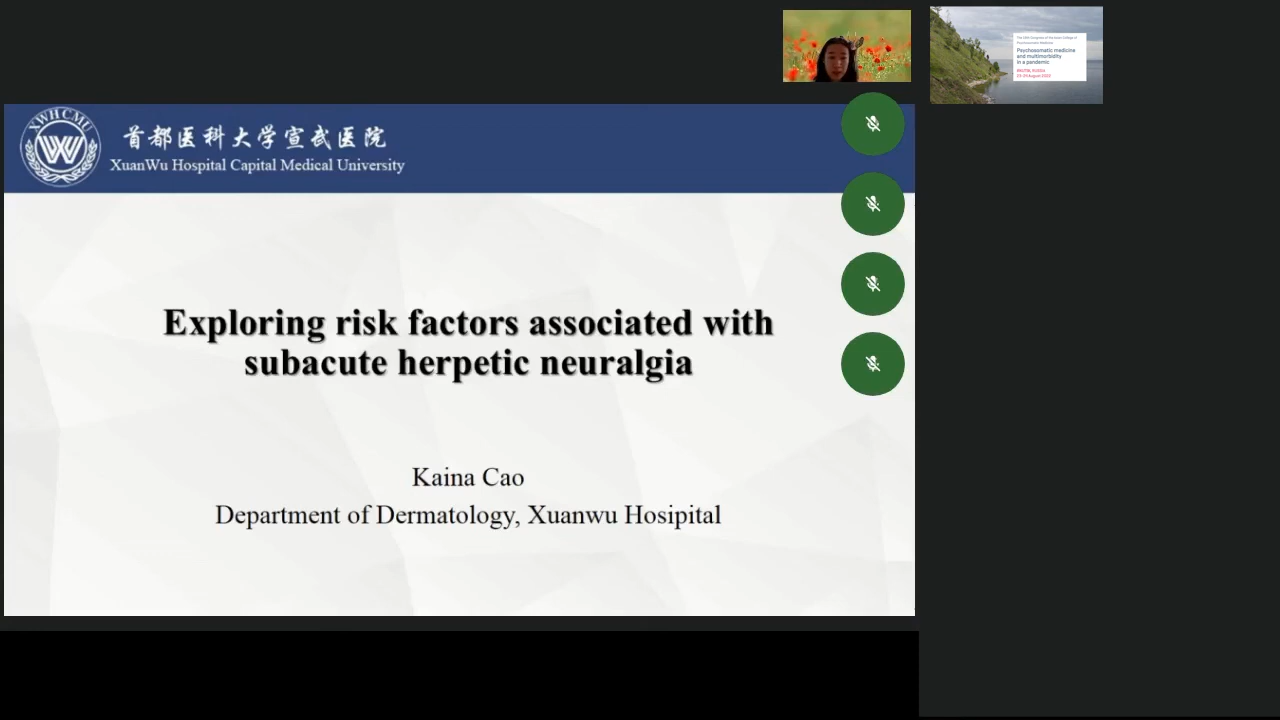 XWHCMU
首都医科大学宣武医院
XuanWu Hospital Capital Medical University
Exploring risk factors associated with
subacute herpetic neuralgia
Kaina Cao
Department of Dermatology, Xuanwu Hosipital
Psychosomatic medicine
and multimorbidity
in a pandemic